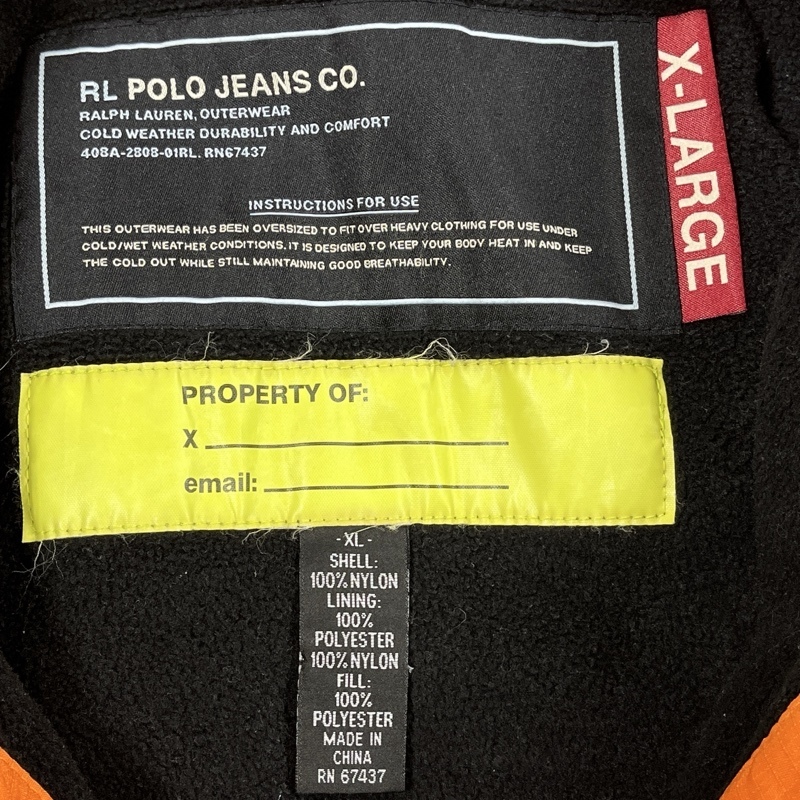 RL POLO JEANS CO.
RALPH LAUREN, OUTERWEAR
COLD WEATHER DURABILITY AND COMFORT
408A-2808-01RL. RN67437
INSTRUCTIONS FOR USE
THIS OUTERWEAR HAS BEEN OVERSIZED TO FIT OVER HEAVY CLOTHING FOR USE UNDER
COLD/WET WEATHER CONDITIONS. IT IS DESIGNED TO KEEP YOUR BODY HEAT IN AND KEEP
THE COLD OUT WHILE STILL MAINTAINING GOOD BREATHABILITY.
X-LARGE
PROPERTY OF:
X
email:
-XL-
SHELL:
100% NYLON
LINING:
100%
POLYESTER
100% NYLON
FILL:
100%
POLYESTER
MADE IN
CHINA
RN 67437